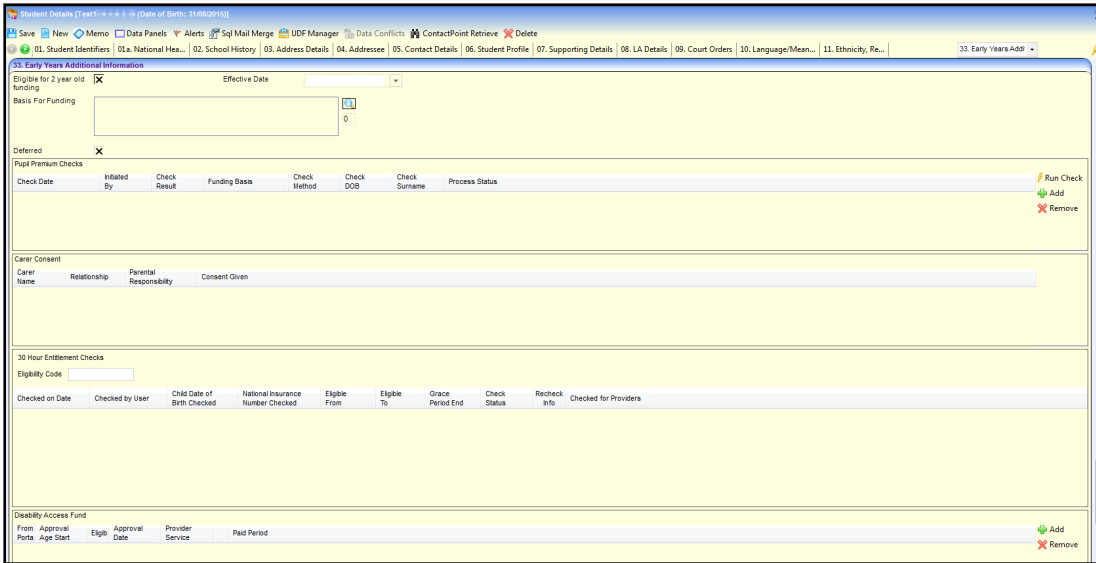 Student Details [Test1 (Date of Birth: 31/08/2015)]
Save New Memo Data Panels Alerts Sql Mail Merge UDF Manager Data Conflicts ContactPoint Retrieve Delete
01. Student Identifiers 01a. National Hea... 02. School History 03. Address Details 04. Addressee 05. Contact Details 06. Student Profile 07. Supporting Details 08. LA Details 09. Court Orders 10. Language/Mean... 11. Ethnicity, Re... 33. Early Years Addi
33. Early Years Additional Information
Eligible for 2 year old funding
Effective Date
Basis For Funding
0
Deferred
Pupil Premium Checks
Check Date Initiated By Check Result Funding Basis Check Method Check DOB Check Surname Process Status
Run Check
Add
Remove
Carer Consent
Carer Name Relationship Parental Responsibility Consent Given
30 Hour Entitlement Checks
Eligibility Code
Checked on Date Checked by User Child Date of Birth Checked National Insurance Number Checked Eligible From Eligible To Grace Period End Check Status Recheck Info Checked for Providers
Disability Access Fund
From Porta Approval Age Start Eligib Approval Date Provider Service Paid Period
Add
Remove